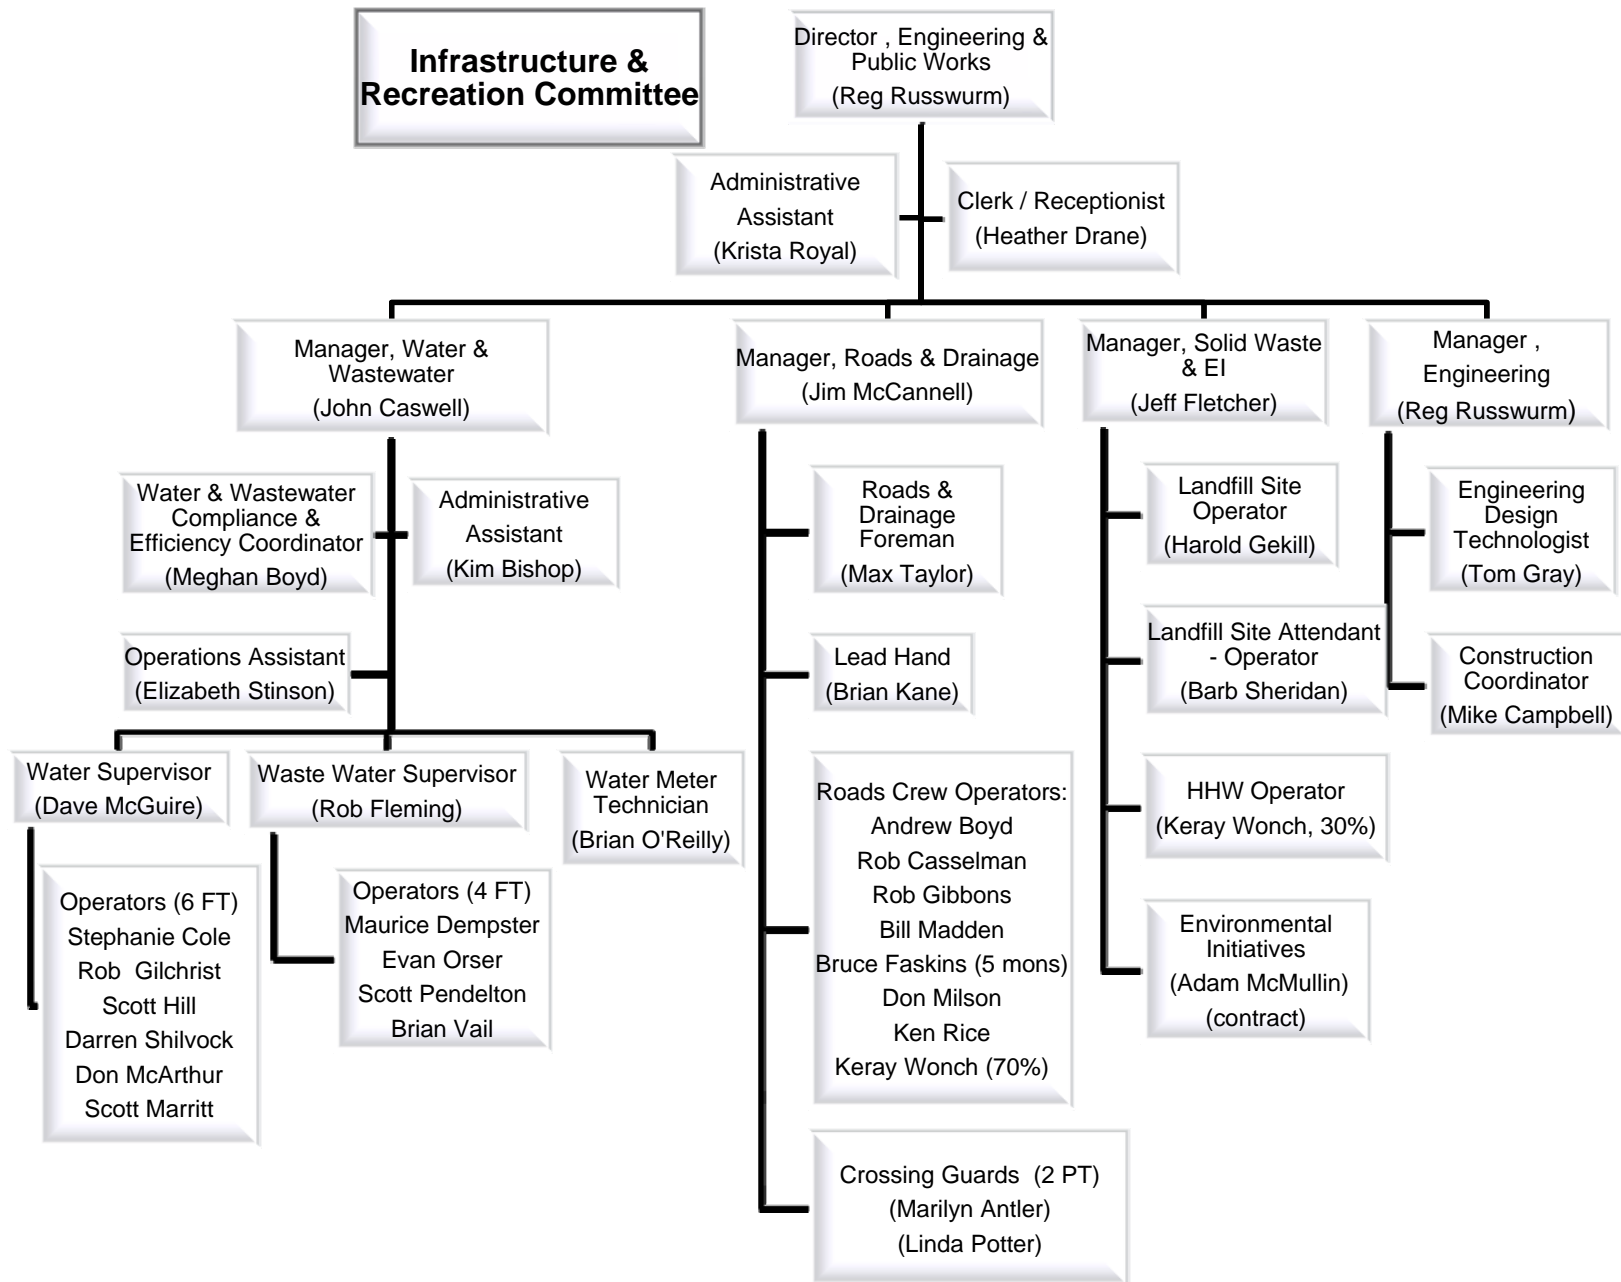 Infrastructure &
Recreation Committee
Director , Engineering &
Public Works
(Reg Russwurm)
Administrative
Assistant
(Krista Royal)
Clerk / Receptionist
(Heather Drane)
Manager, Water &
Wastewater
(John Caswell)
Manager, Roads & Drainage
(Jim McCannell)
Manager, Solid Waste
& EI
(Jeff Fletcher)
Manager ,
Engineering
(Reg Russwurm)
Water & Wastewater
Compliance &
Efficiency Coordinator
(Meghan Boyd)
Administrative
Assistant
(Kim Bishop)
Operations Assistant
(Elizabeth Stinson)
Water Supervisor
(Dave McGuire)
Waste Water Supervisor
(Rob Fleming)
Water Meter
Technician
(Brian O'Reilly)
Operators (6 FT)
Stephanie Cole
Rob Gilchrist
Scott Hill
Darren Shilvock
Don McArthur
Scott Marritt
Operators (4 FT)
Maurice Dempster
Evan Orser
Scott Pendelton
Brian Vail
Roads &
Drainage
Foreman
(Max Taylor)
Lead Hand
(Brian Kane)
Roads Crew Operators:
Andrew Boyd
Rob Casselman
Rob Gibbons
Bill Madden
Bruce Faskins (5 mons)
Don Milson
Ken Rice
Keray Wonch (70%)
Crossing Guards (2 PT)
(Marilyn Antler)
(Linda Potter)
Landfill Site
Operator
(Harold Gekill)
Landfill Site Attendant
- Operator
(Barb Sheridan)
HHW Operator
(Keray Wonch, 30%)
Environmental
Initiatives
(Adam McMullin)
(contract)
Engineering
Design
Technologist
(Tom Gray)
Construction
Coordinator
(Mike Campbell)